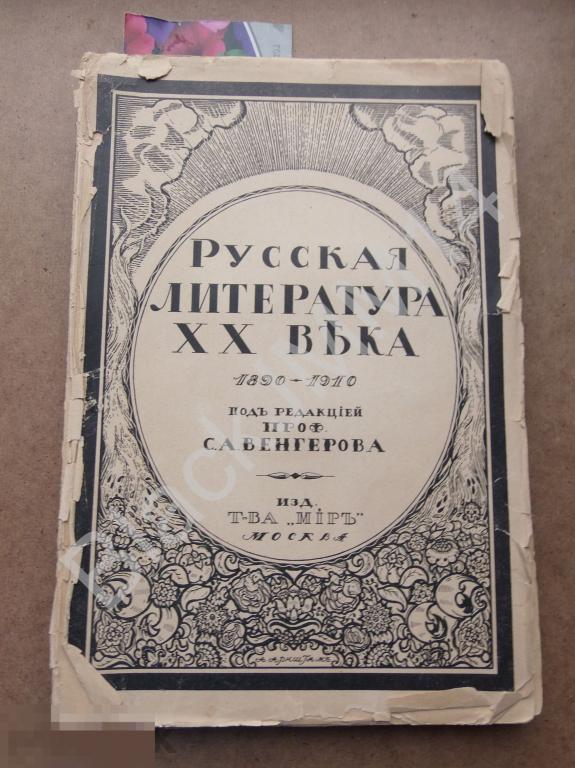 Русская
литература
XX вѣка
1890–1910
подъ редакціей
проф.
С.А.Венгерова
изд.
т-ва „Міръ”
Москва